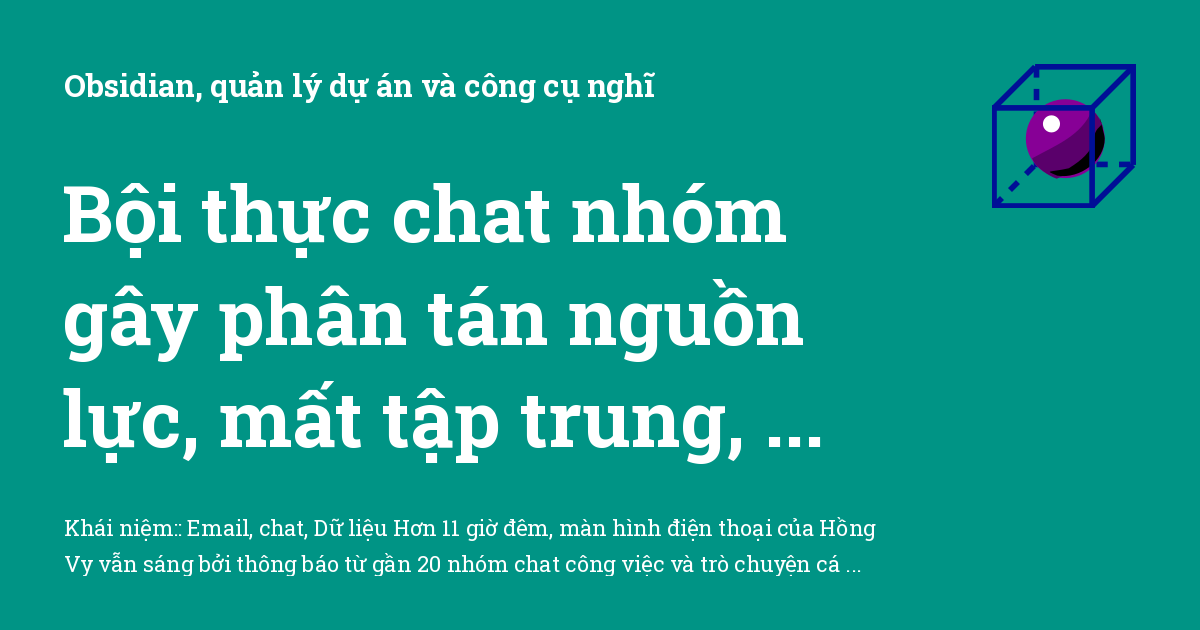 Obsidian, quản lý dự án và công cụ nghĩ
Bội thực chat nhóm
gây phân tán nguồn
lực, mất tập trung, ...
Khái niệm:: Email, chat, Dữ liệu Hơn 11 giờ đêm, màn hình điện thoại của Hồng
Vy vẫn sáng bởi thông báo từ gần 20 nhóm chat công việc và trò chuyện cá ...